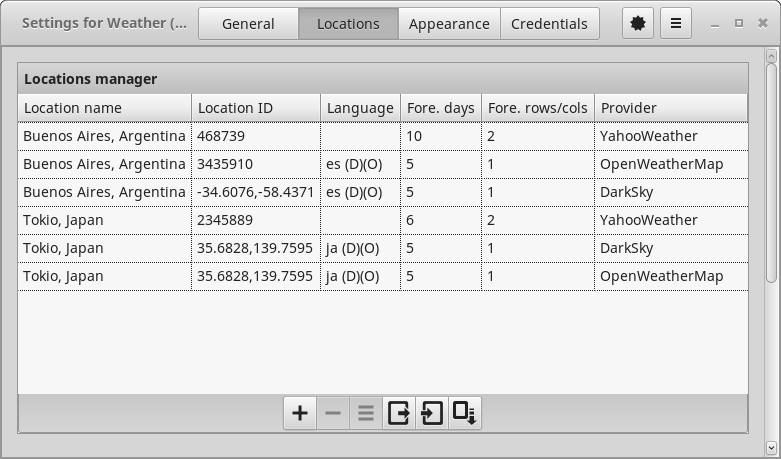 Settings for Weather (... General Locations Appearance Credentials
Locations manager
Location name Location ID Language Fore. days Fore. rows/cols Provider
Buenos Aires, Argentina 468739 10 2 YahooWeather
Buenos Aires, Argentina 3435910 es (D)(O) 5 1 OpenWeatherMap
Buenos Aires, Argentina -34.6076,-58.4371 es (D)(O) 5 1 DarkSky
Tokio, Japan 2345889 6 2 YahooWeather
Tokio, Japan 35.6828,139.7595 ja (D)(O) 5 1 DarkSky
Tokio, Japan 35.6828,139.7595 ja (D)(O) 5 1 OpenWeatherMap